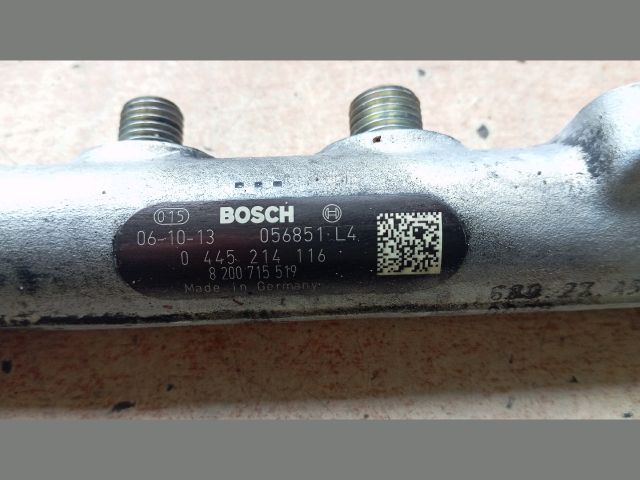 015 BOSCH
06-10-13 056851 L4
0 445 214 116
8 200 715 519
Made in Germany